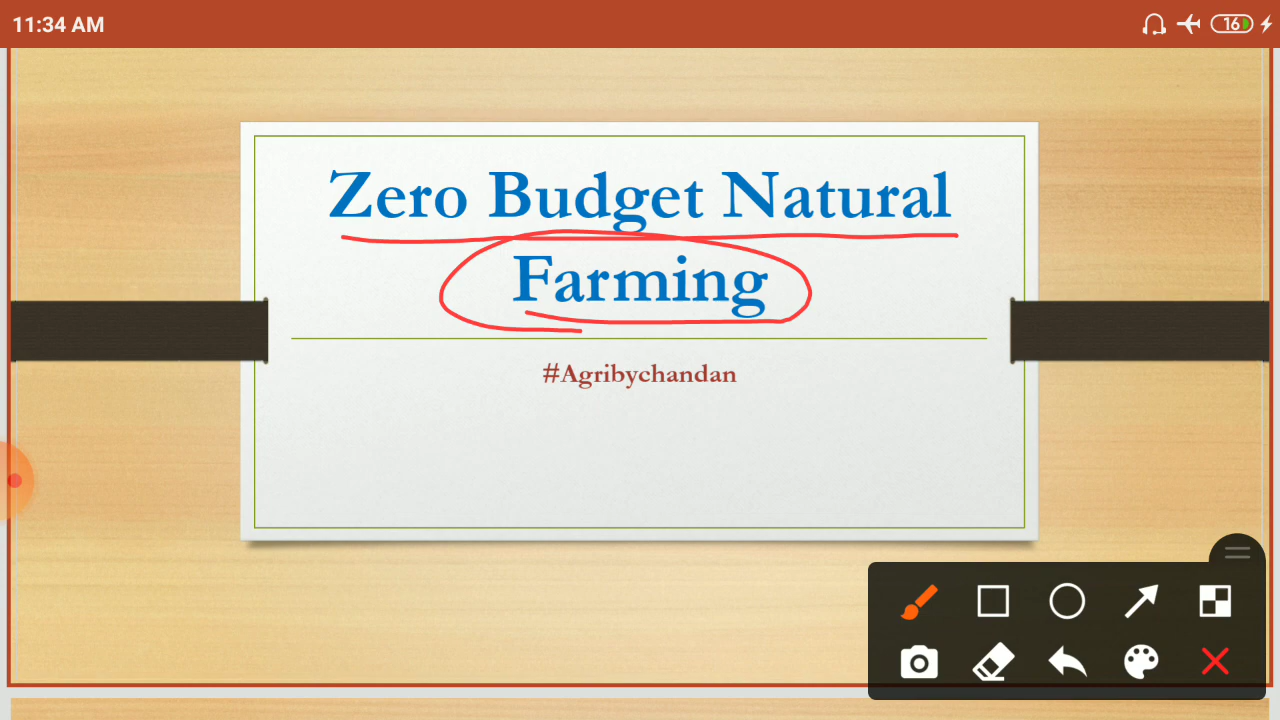 11:34 AM
16
Zero Budget Natural
Farming
#Agribychandan